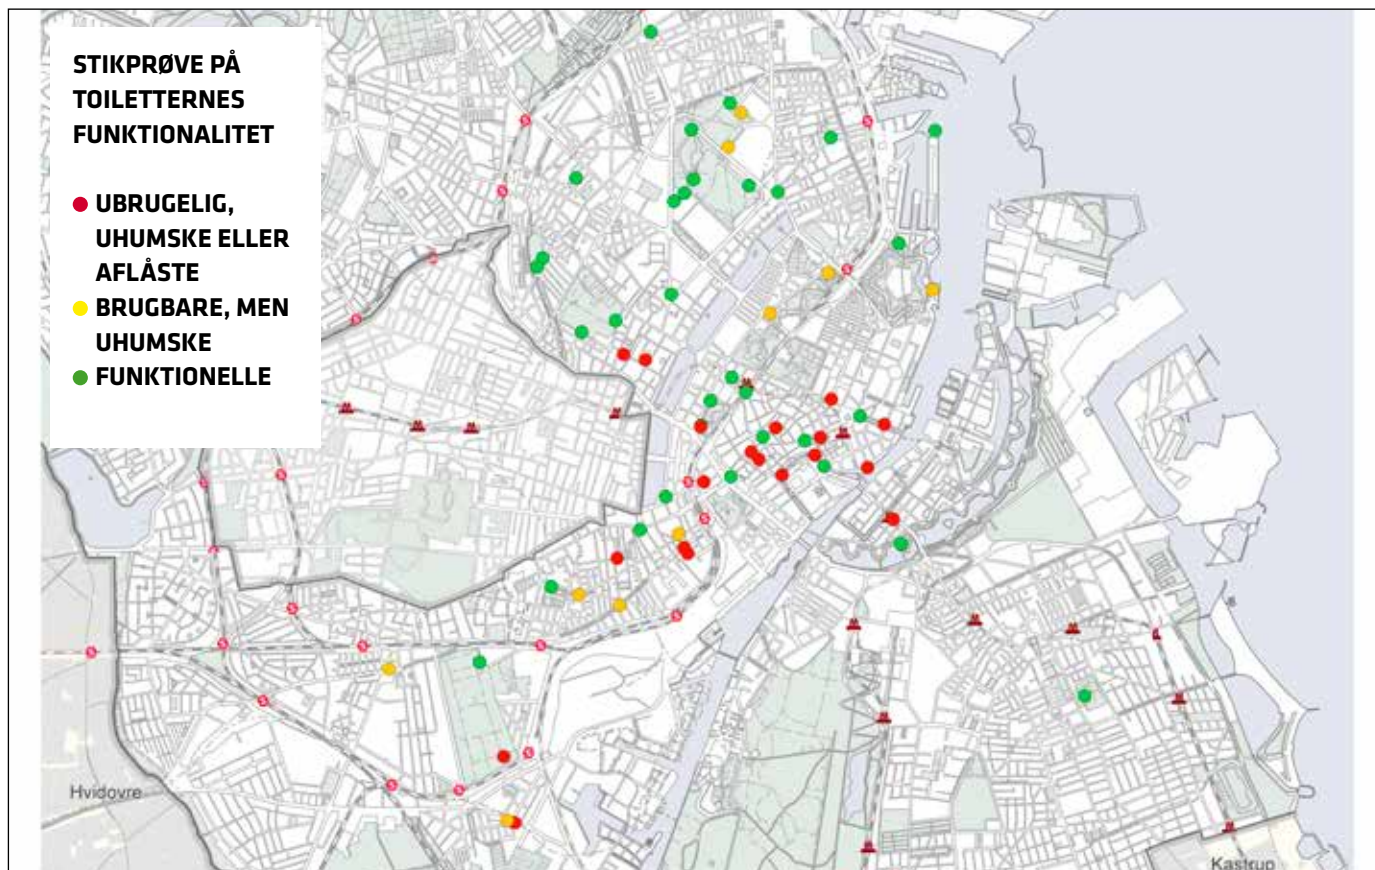 STIKPRØVE PÅ
TOILETTERNES
FUNKTIONALITET
UBRUGELIG,
UHUMSKE ELLER
AFLÅSTE
BRUGBARE, MEN
UHUMSKE
FUNKTIONELLE
Hvidovre
Kastrup